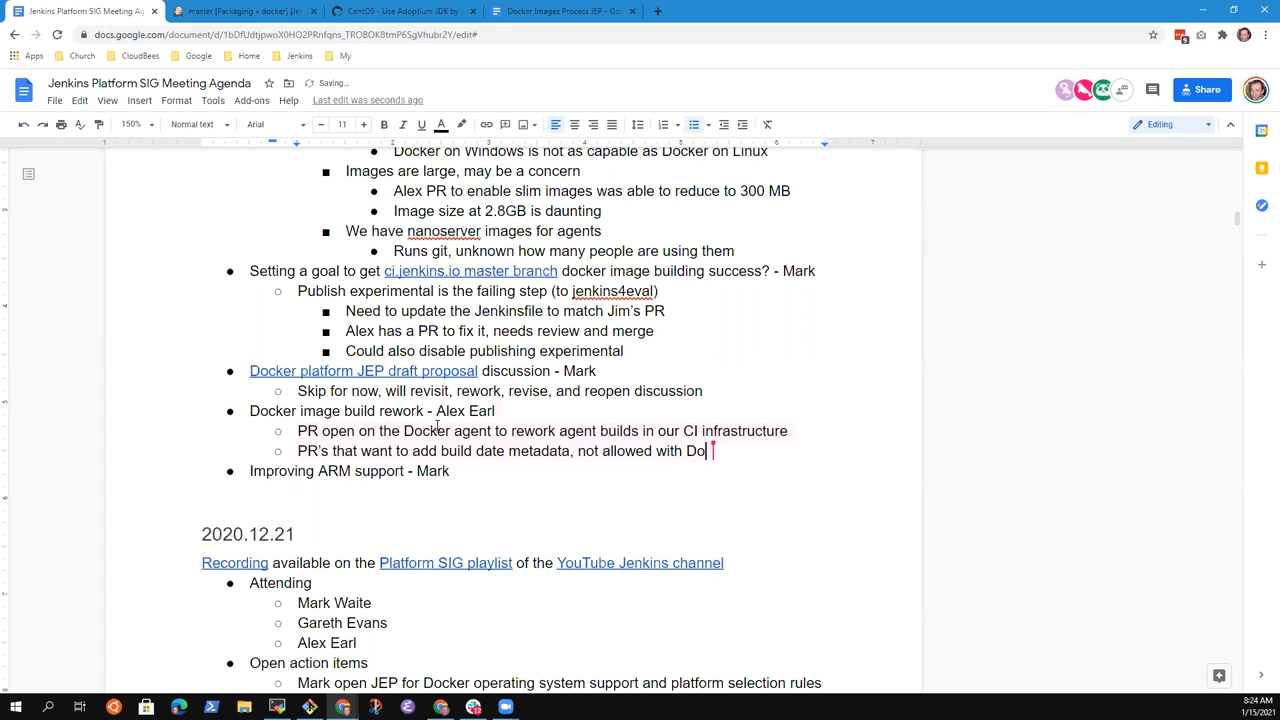 Jenkins Platform SIG Meeting Ag
master [Packaging + docker] [Jen
CentOS - Use Adoptium JDK by
Docker Images Process JEP - Go
docs.google.com/document/d/1bDfUdtjpwoX0HO2PRnfqns_TROBOK8tmP6SgVhubr2Y/edit#
Apps Church CloudBees Google Home Jenkins My
Jenkins Platform SIG Meeting Agenda Saving...
File Edit View Insert Format Tools Add-ons Help Last edit was seconds ago
Share
150% Normal text Arial 11 Editing
1 1 2 3 4 5 6 7
Docker on Windows is not as capable as Docker on Linux
Images are large, may be a concern
Alex PR to enable slim images was able to reduce to 300 MB
Image size at 2.8GB is daunting
We have nanoserver images for agents
Runs git, unknown how many people are using them
Setting a goal to get ci.jenkins.io master branch docker image building success? - Mark
Publish experimental is the failing step (to jenkins4eval)
Need to update the Jenkinsfile to match Jim's PR
Alex has a PR to fix it, needs review and merge
Could also disable publishing experimental
Docker platform JEP draft proposal discussion - Mark
Skip for now, will revisit, rework, revise, and reopen discussion
Docker image build rework - Alex Earl
PR open on the Docker agent to rework agent builds in our CI infrastructure
PR's that want to add build date metadata, not allowed with Do
Improving ARM support - Mark
2020.12.21
Recording available on the Platform SIG playlist of the YouTube Jenkins channel
Attending
Mark Waite
Gareth Evans
Alex Earl
Open action items
Mark open JEP for Docker operating system support and platform selection rules
8:24 AM
1/15/2021